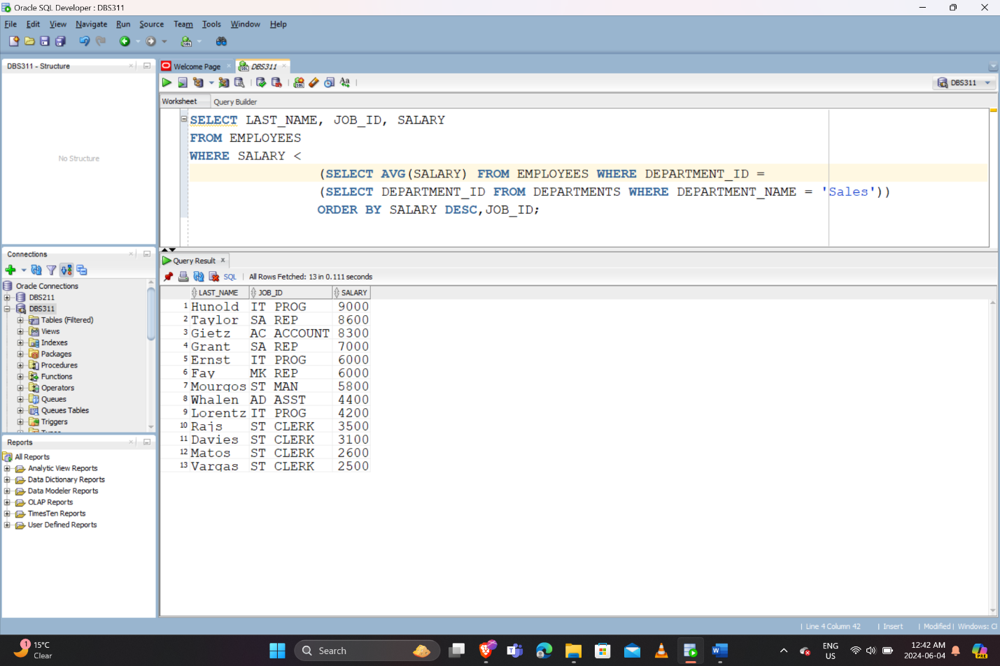 Oracle SQL Developer : DBS311
File Edit View Navigate Run Source Team Tools Window Help
DBS311 - Structure
No Structure
Welcome Page
DBS311
DBS311
Worksheet Query Builder
SELECT LAST_NAME, JOB_ID, SALARY
FROM EMPLOYEES
WHERE SALARY <
(SELECT AVG(SALARY) FROM EMPLOYEES WHERE DEPARTMENT_ID =
(SELECT DEPARTMENT_ID FROM DEPARTMENTS WHERE DEPARTMENT_NAME = 'Sales'))
ORDER BY SALARY DESC,JOB_ID;
Connections
Oracle Connections
DBS211
DBS311
Tables (Filtered)
Views
Indexes
Packages
Procedures
Functions
Operators
Queues
Queues Tables
Triggers
Query Result
SQL | All Rows Fetched: 13 in 0.111 seconds
LAST_NAME JOB_ID SALARY
1 Hunold IT PROG 9000
2 Taylor SA REP 8600
3 Gietz AC ACCOUNT 8300
4 Grant SA REP 7000
5 Ernst IT PROG 6000
6 Fay MK REP 6000
7 Mourgos ST MAN 5800
8 Whalen AD ASST 4400
9 Lorentz IT PROG 4200
10 Rajs ST CLERK 3500
11 Davies ST CLERK 3100
12 Matos ST CLERK 2600
13 Vargas ST CLERK 2500
Reports
All Reports
Analytic View Reports
Data Dictionary Reports
Data Modeler Reports
OLAP Reports
TimesTen Reports
User Defined Reports
| Line 4 Column 42 | Insert | Modified | Windows: C
1
15°C
Clear
Search
ENG
US
12:42 AM
2024-06-04
PRE